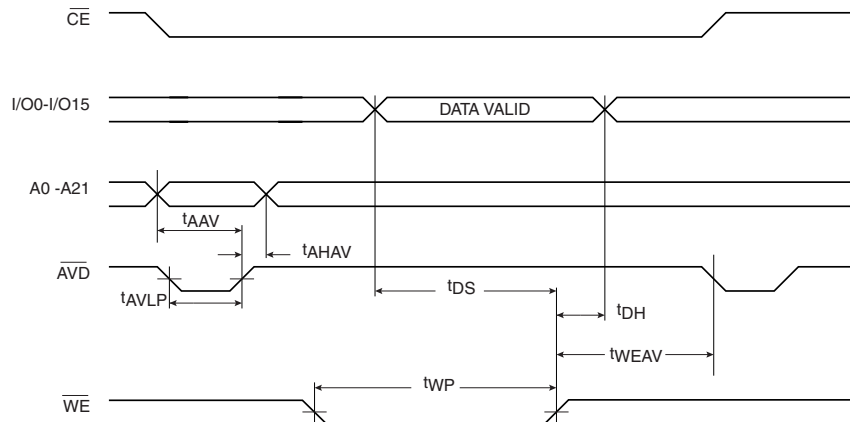 CE
I/O0-I/O15
DATA VALID
A0 -A21
tAAV
tAHAV
AVD
tAVLP
tDS
tDH
tWEAV
tWP
WE